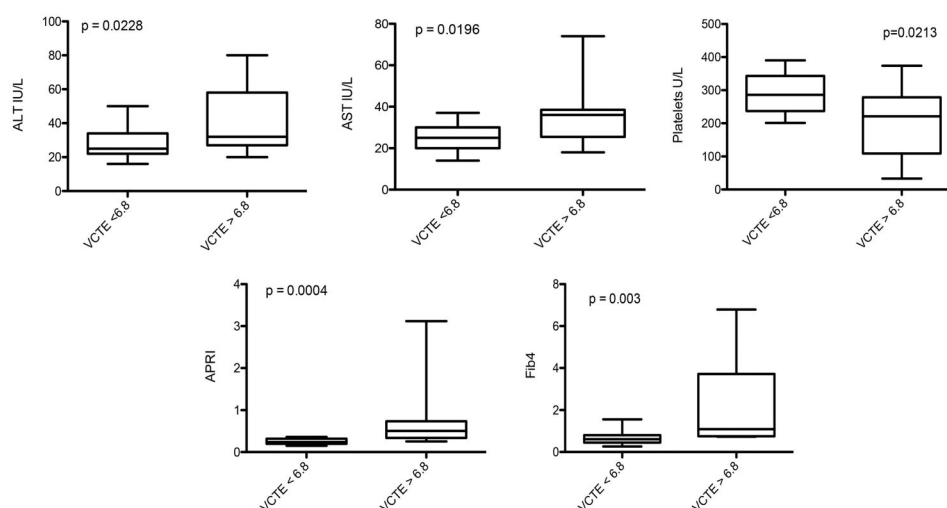 p = 0.0228
ALT IU/L
100
80
60
40
20
0
VCTE <6.8
VCTE > 6.8
p = 0.0196
AST IU/L
80
60
40
20
0
VCTE <6.8
VCTE > 6.8
p=0.0213
Platelets U/L
500
400
300
200
100
0
VCTE <6.8
VCTE > 6.8
p = 0.0004
APRI
4
3
2
1
0
VCTE < 6.8
VCTE > 6.8
p = 0.003
Fib4
8
6
4
2
0
VCTE < 6.8
VCTE > 6.8